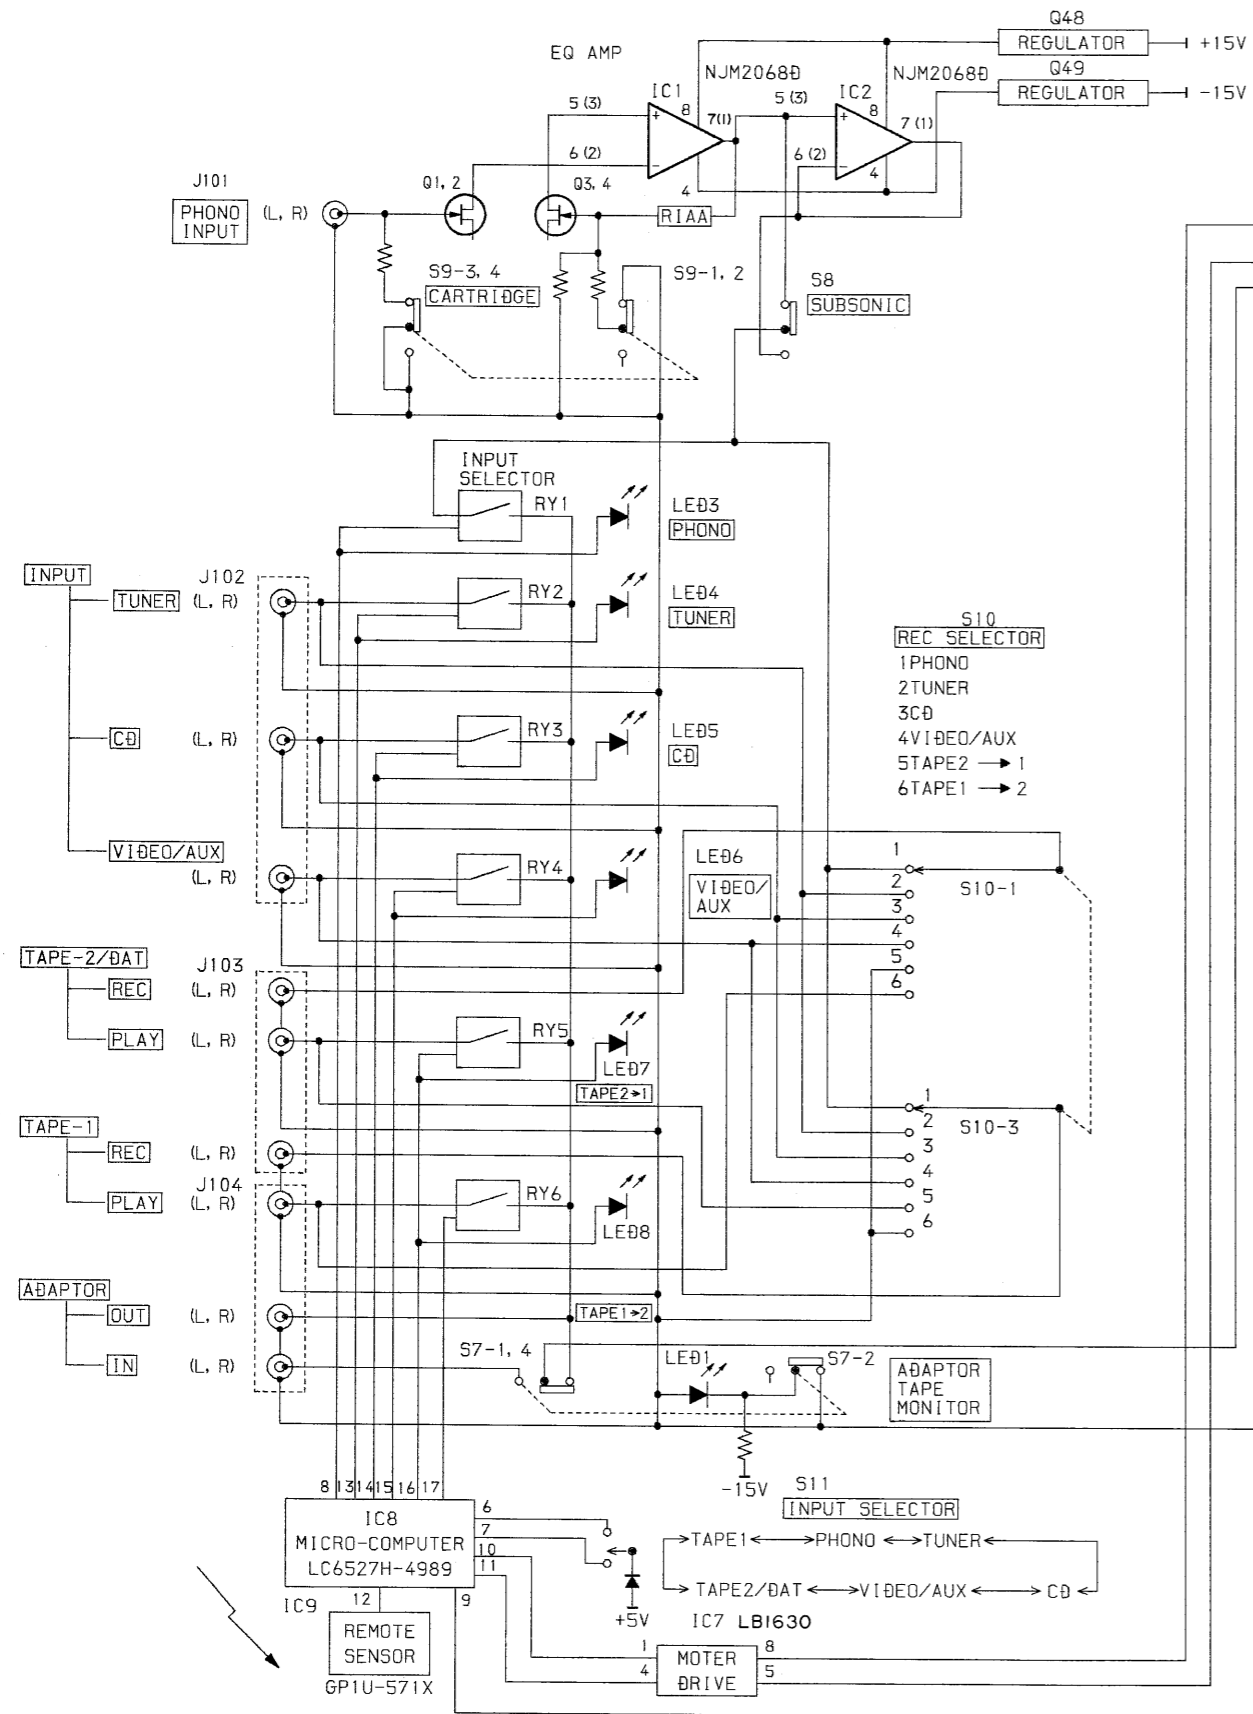 Q48
REGULATOR
+15V
EQ AMP
NJM2068D
NJM2068D
Q49
REGULATOR
-15V
IC1
8
5 (3)
7(1)
5 (3)
IC2
8
7 (1)
6 (2)
4
6 (2)
4
J101
PHONO
INPUT
(L, R)
Q1, 2
Q3, 4
RIAA
S9-3, 4
CARTRIDGE
S9-1, 2
S8
SUBSONIC
INPUT
SELECTOR
RY1
LED3
PHONO
INPUT
J102
TUNER
(L, R)
RY2
LED4
TUNER
S10
REC SELECTOR
1PHONO
2TUNER
3CD
4VIDEO/AUX
5TAPE2 → 1
6TAPE1 → 2
CD
(L, R)
RY3
LED5
CD
VIDEO/AUX
(L, R)
RY4
LED6
VIDEO/
AUX
1
2
3
4
5
6
S10-1
TAPE-2/DAT
J103
REC
(L, R)
PLAY
(L, R)
RY5
LED7
TAPE2→1
1
2
3
4
5
6
S10-3
TAPE-1
REC
(L, R)
J104
PLAY
(L, R)
RY6
LED8
ADAPTOR
OUT
(L, R)
TAPE1→2
IN
(L, R)
S7-1, 4
LED1
S7-2
ADAPTOR
TAPE
MONITOR
-15V
8
13
14
15
16
17
IC8
MICRO-COMPUTER
LC6527H-4989
6
7
10
11
S11
INPUT SELECTOR
TAPE1
PHONO
TUNER
TAPE2/DAT
VIDEO/AUX
CD
+5V
IC9
12
9
REMOTE
SENSOR
GP1U-571X
IC7 LB1630
1
4
MOTER
DRIVE
8
5